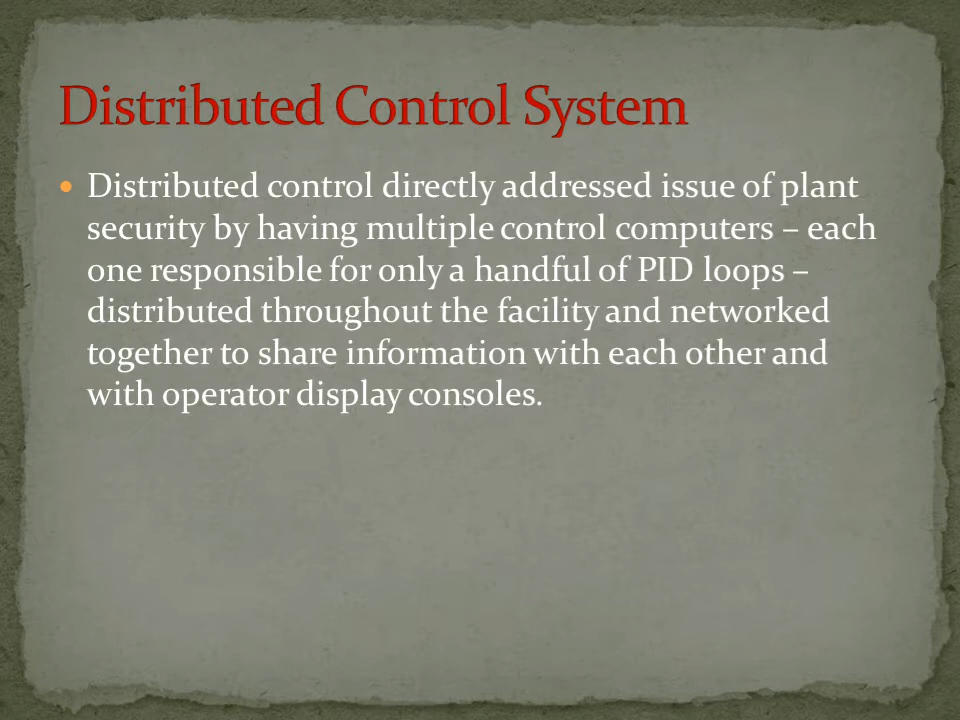 Distributed Control System
• Distributed control directly addressed issue of plant
security by having multiple control computers – each
one responsible for only a handful of PID loops –
distributed throughout the facility and networked
together to share information with each other and
with operator display consoles.